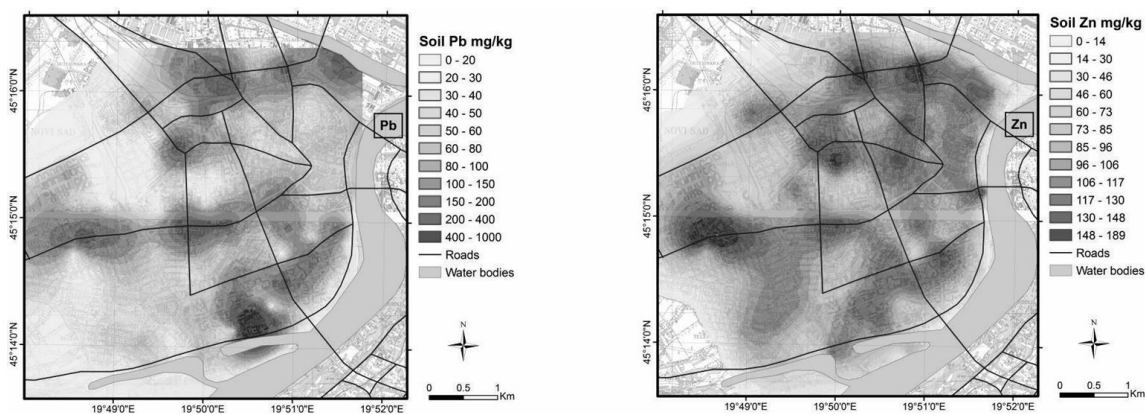 Soil Pb mg/kg
0 - 20
20 - 30
30 - 40
40 - 50
50 - 60
60 - 80
80 - 100
100 - 150
150 - 200
200 - 400
400 - 1000
Roads
Water bodies
45°16'0"N
45°15'0"N
45°14'0"N
NOVI SAD
Pb
N
0 0.5 1
Km
19°49'0"E 19°50'0"E 19°51'0"E 19°52'0"E
Soil Zn mg/kg
0 - 14
14 - 30
30 - 46
46 - 60
60 - 73
73 - 85
85 - 96
96 - 106
106 - 117
117 - 130
130 - 148
148 - 189
Roads
Water bodies
45°16'0"N
45°15'0"N
45°14'0"N
NOVI SAD
Zn
N
0 0.5 1
Km
19°49'0"E 19°50'0"E 19°51'0"E 19°52'0"E